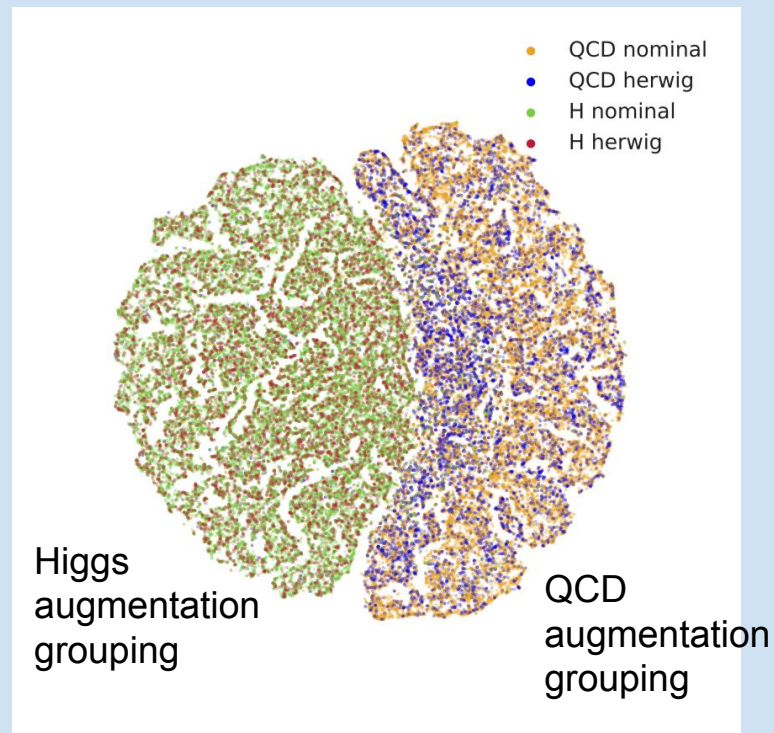 QCD nominal
QCD herwig
H nominal
H herwig
Higgs
augmentation
grouping
QCD
augmentation
grouping